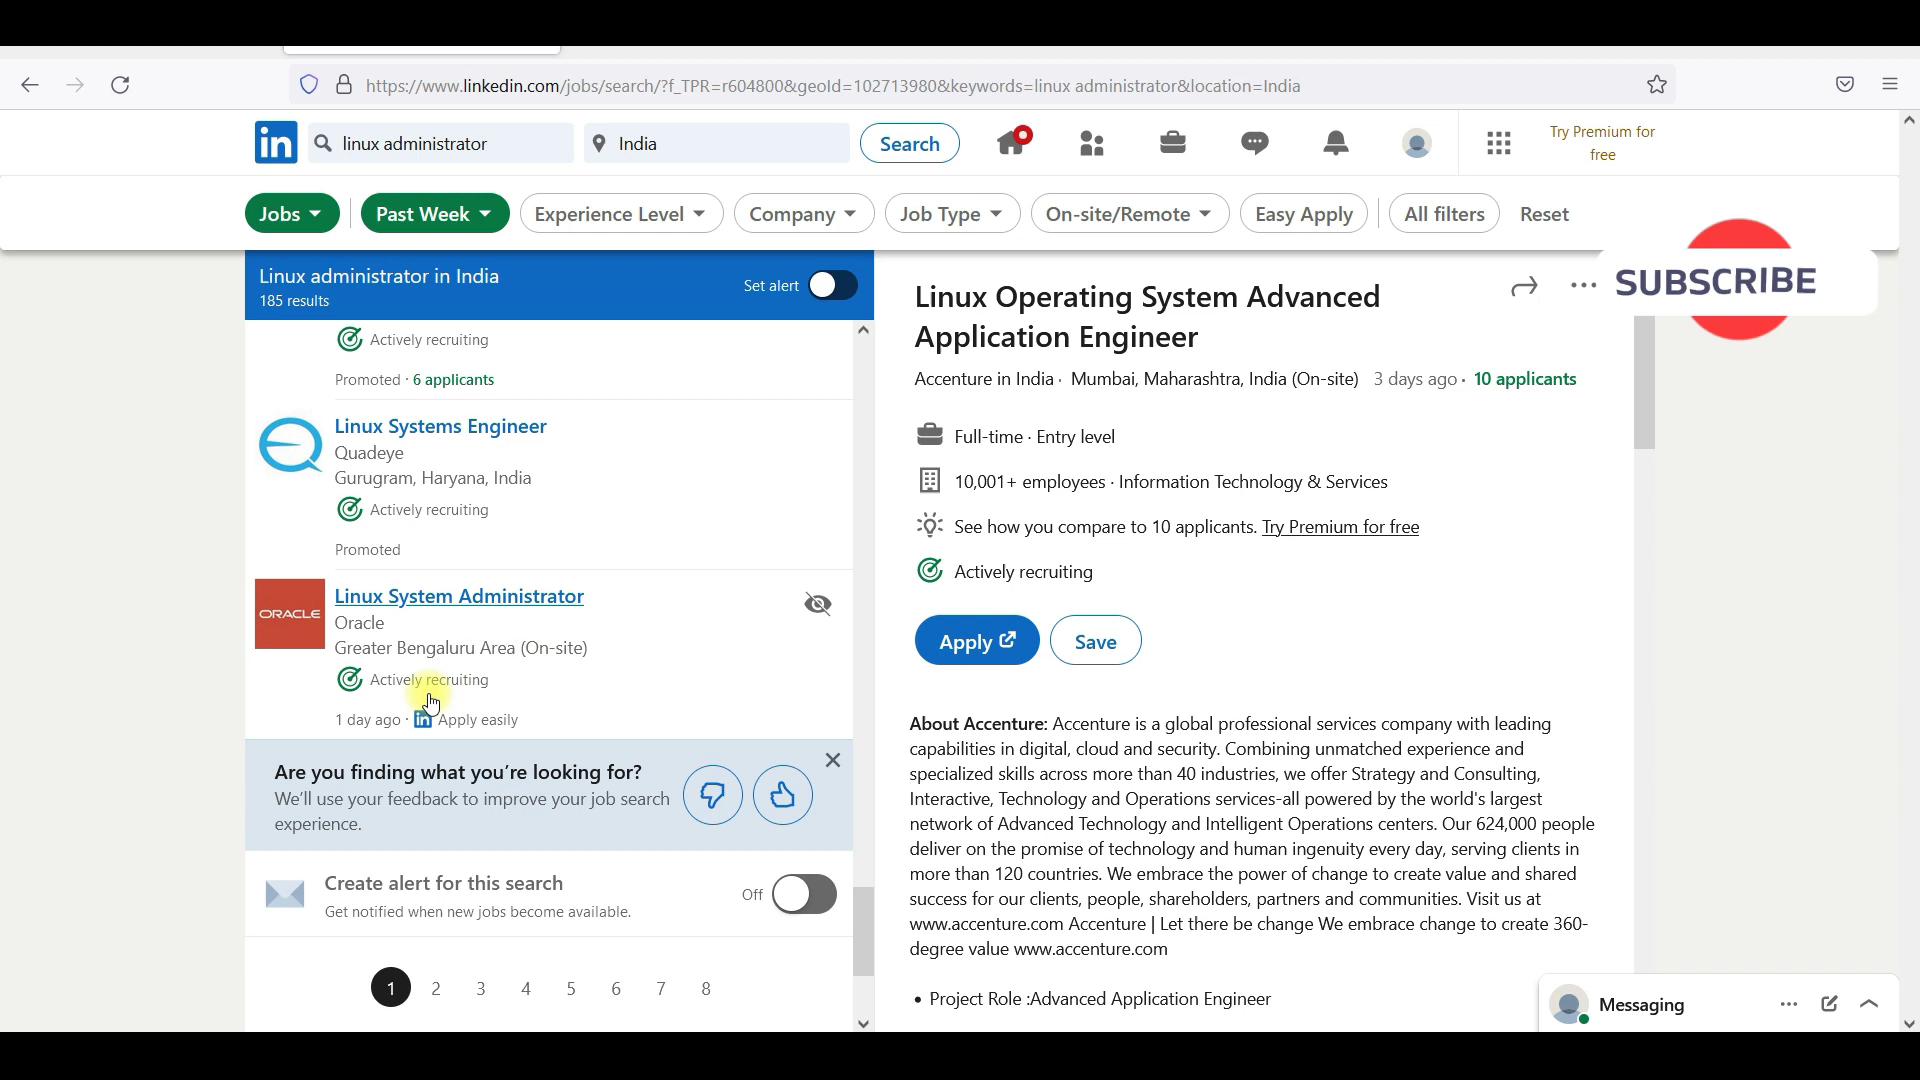 https://www.linkedin.com/jobs/search/?f_TPR=r604800&geoId=102713980&keywords=linux administrator&location=India
in
linux administrator
India
Search
Try Premium for
free
Jobs
Past Week
Experience Level
Company
Job Type
On-site/Remote
Easy Apply
All filters
Reset
SUBSCRIBE
Linux administrator in India
185 results
Set alert
Actively recruiting
Promoted · 6 applicants
Linux Systems Engineer
Quadeye
Gurugram, Haryana, India
Actively recruiting
Promoted
ORACLE
Linux System Administrator
Oracle
Greater Bengaluru Area (On-site)
Actively recruiting
1 day ago · in Apply easily
Are you finding what you're looking for?
We'll use your feedback to improve your job search
experience.
Create alert for this search
Get notified when new jobs become available.
Off
1 2 3 4 5 6 7 8
Linux Operating System Advanced
Application Engineer
Accenture in India · Mumbai, Maharashtra, India (On-site) 3 days ago · 10 applicants
Full-time · Entry level
10,001+ employees · Information Technology & Services
See how you compare to 10 applicants. Try Premium for free
Actively recruiting
Apply
Save
About Accenture: Accenture is a global professional services company with leading
capabilities in digital, cloud and security. Combining unmatched experience and
specialized skills across more than 40 industries, we offer Strategy and Consulting,
Interactive, Technology and Operations services-all powered by the world's largest
network of Advanced Technology and Intelligent Operations centers. Our 624,000 people
deliver on the promise of technology and human ingenuity every day, serving clients in
more than 120 countries. We embrace the power of change to create value and shared
success for our clients, people, shareholders, partners and communities. Visit us at
www.accenture.com Accenture | Let there be change We embrace change to create 360-
degree value www.accenture.com
• Project Role :Advanced Application Engineer
Messaging